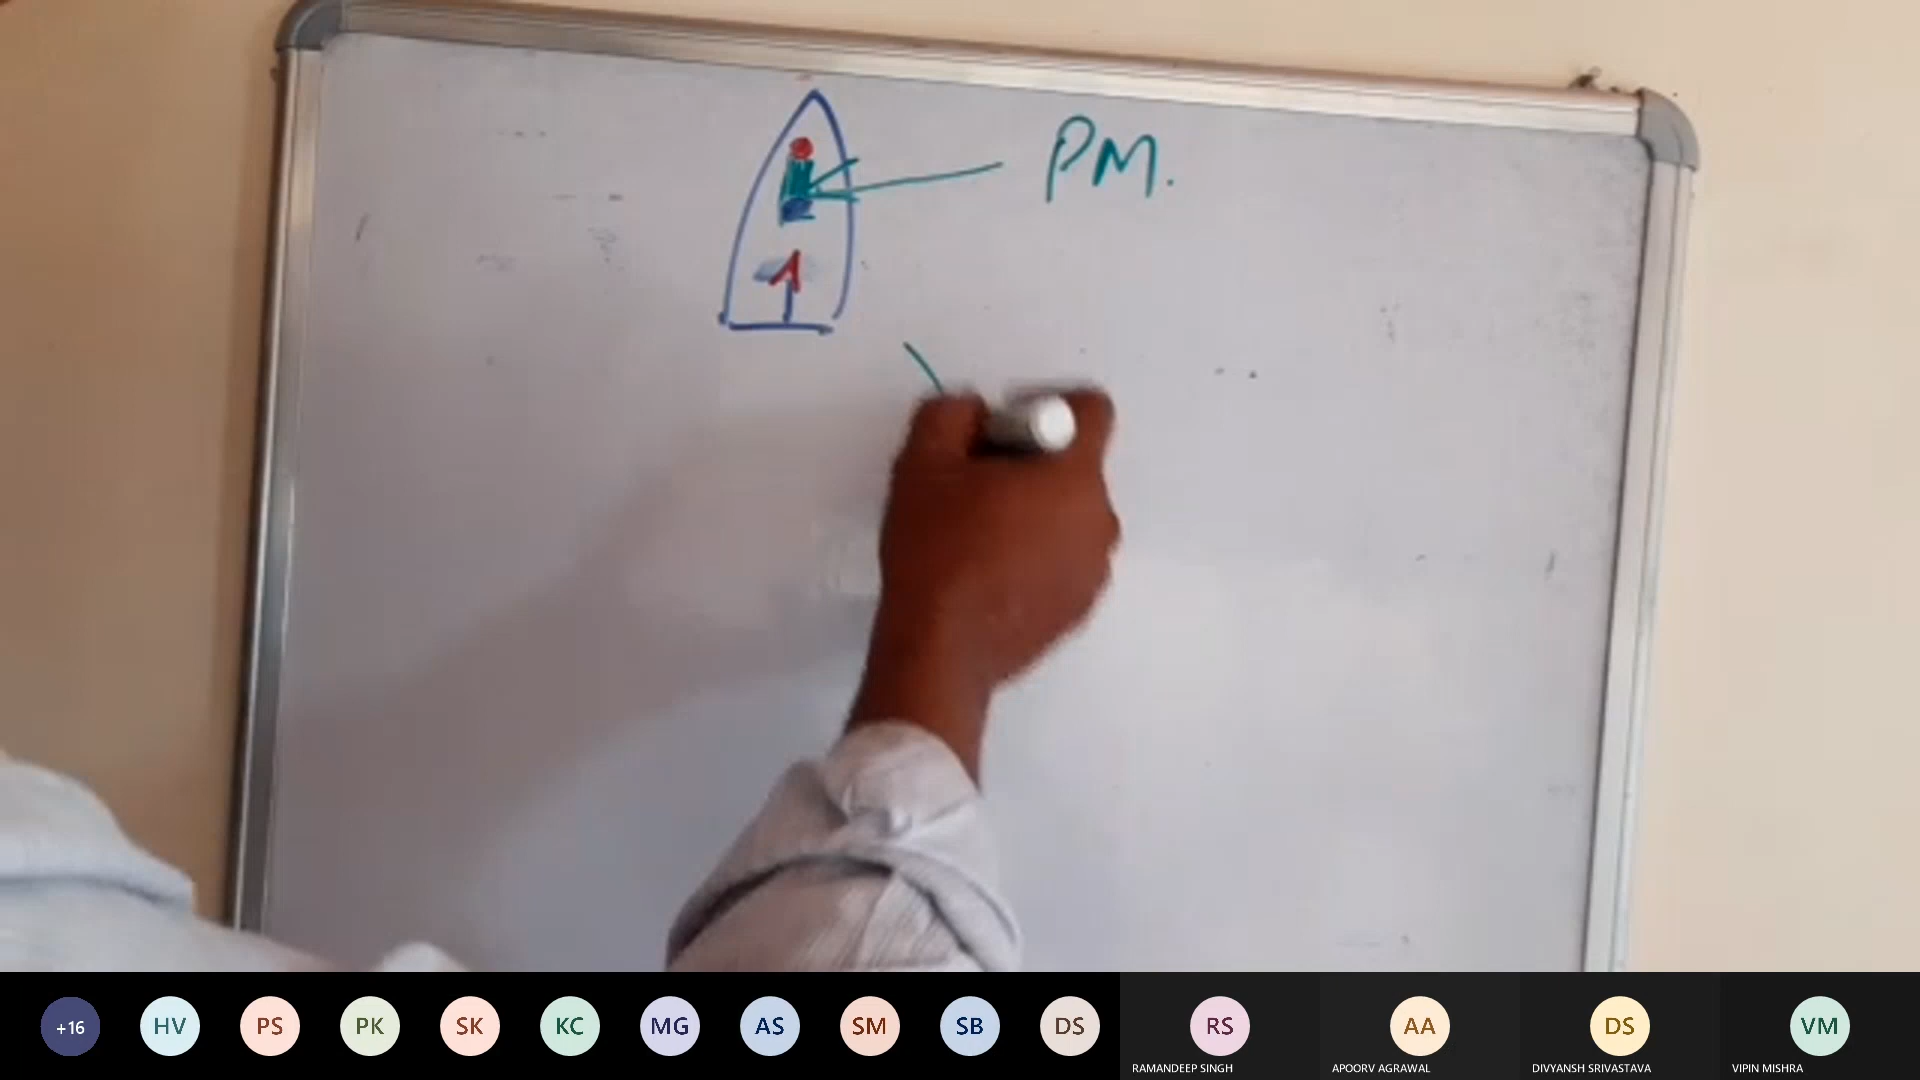 PM.
+16
HV
PS
PK
SK
KC
MG
AS
SM
SB
DS
RS
AA
DS
VM
RAMANDEEP SINGH
APOORV AGRAWAL
DIVYANSH SRIVASTAVA
VIPIN MISHRA